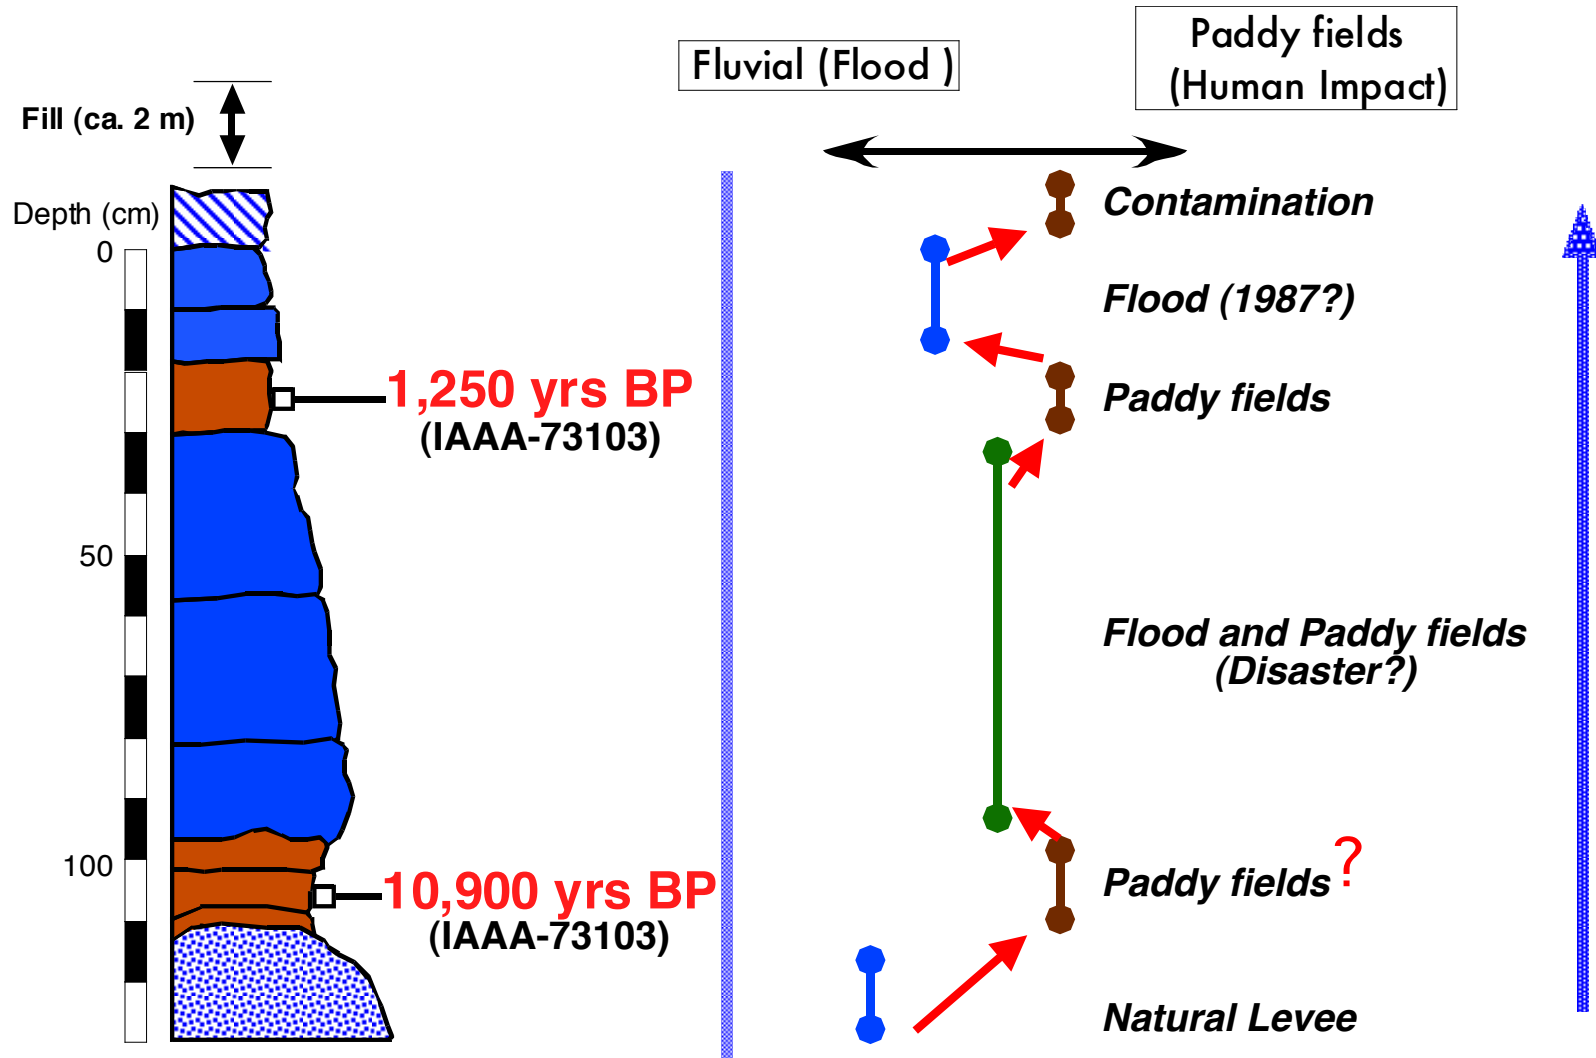 Fluvial (Flood )
Paddy fields
(Human Impact)
Fill (ca. 2 m)
Depth (cm)
0
50
100
1,250 yrs BP
(IAAA-73103)
10,900 yrs BP
(IAAA-73103)
Contamination
Flood (1987?)
Paddy fields
Flood and Paddy fields
(Disaster?)
Paddy fields ?
Natural Levee